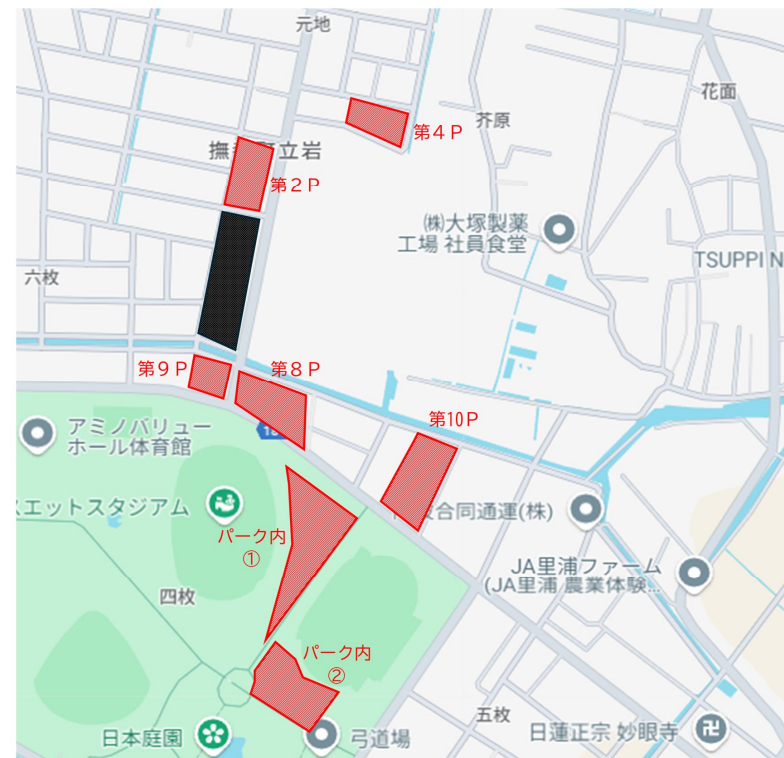 元地
花面
芥原
第4P
撫
立岩
第2P
(株)大塚製薬
工場 社員食堂
TSUPPI N
六枚
第9P
第8P
第10P
アミノバリュー
ホール体育館
エットスタジアム
合同通運(株)
パーク内
①
JA里浦ファーム
(JA里浦 農業体験...
四枚
パーク内
②
五枚
日本庭園
弓道場
日蓮正宗 妙眼寺